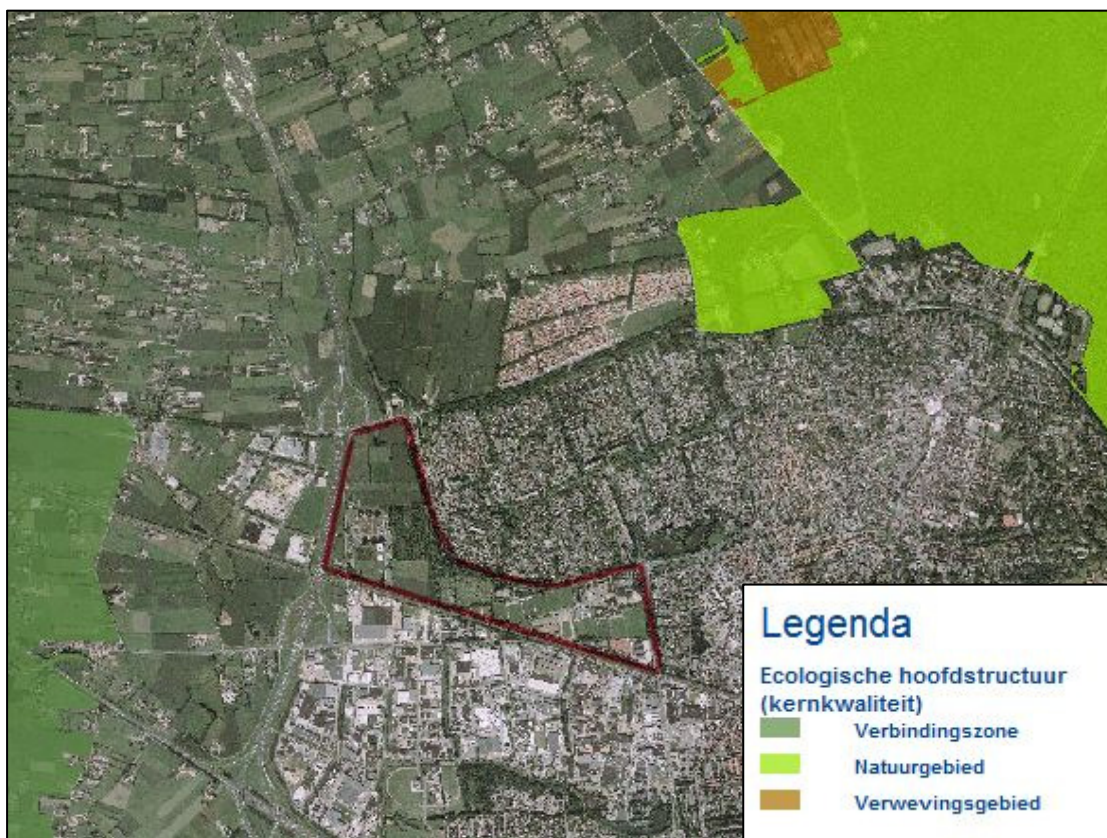 Legenda
Ecologische hoofdstructuur
(kernkwaliteit)
Verbindingszone
Natuurgebied
Verwevingsgebied